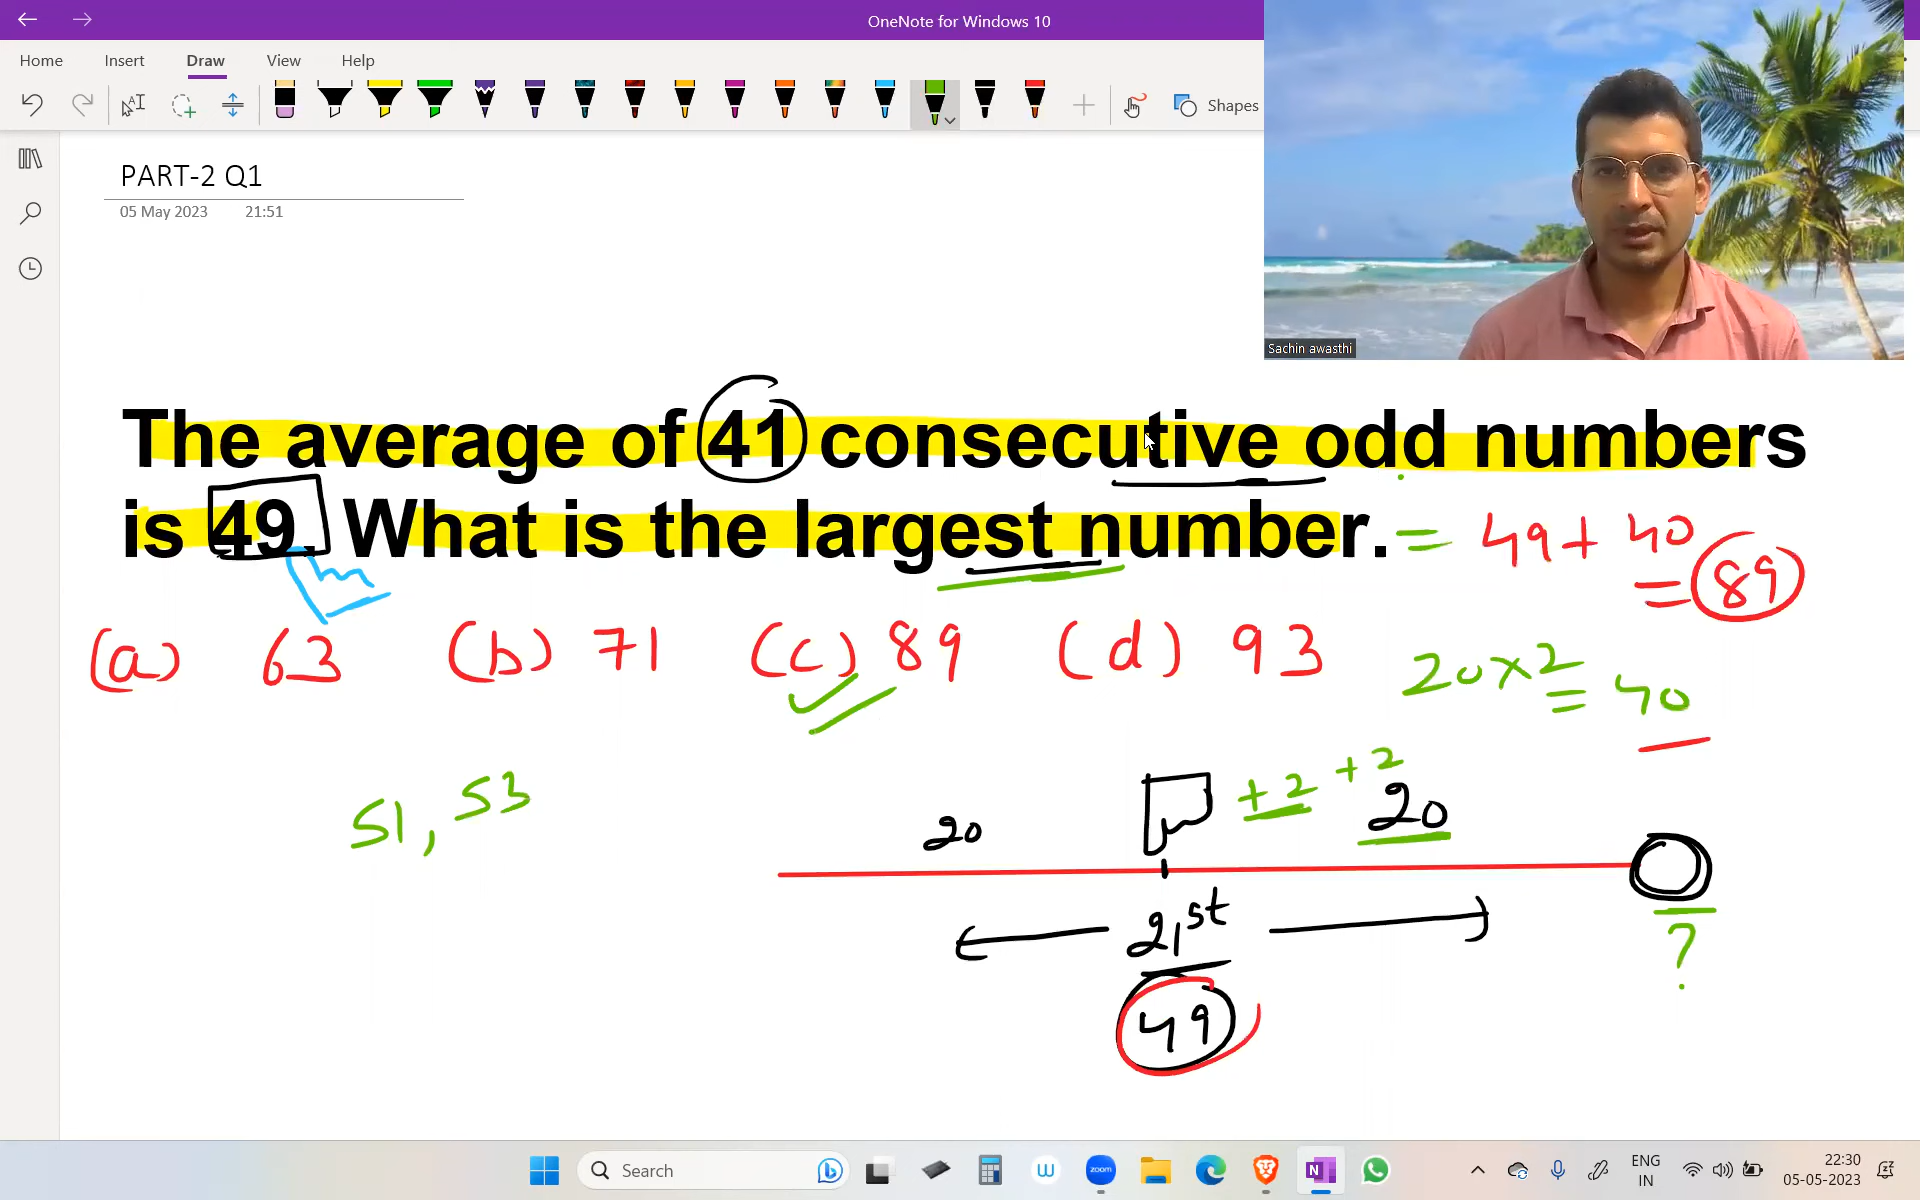 OneNote for Windows 10
Home Insert Draw View Help
Shapes
PART-2 Q1
05 May 2023 21:51
Sachin awasthi
The average of 41 consecutive odd numbers
is 49. What is the largest number. = 49 + 40
= 89
(a) 63 (b) 71 (c) 89 (d) 93
20 x 2 = 40
51, 53
20 +2 +2 20
21st
?
49
Search
zoom
ENG
IN
22:30
05-05-2023